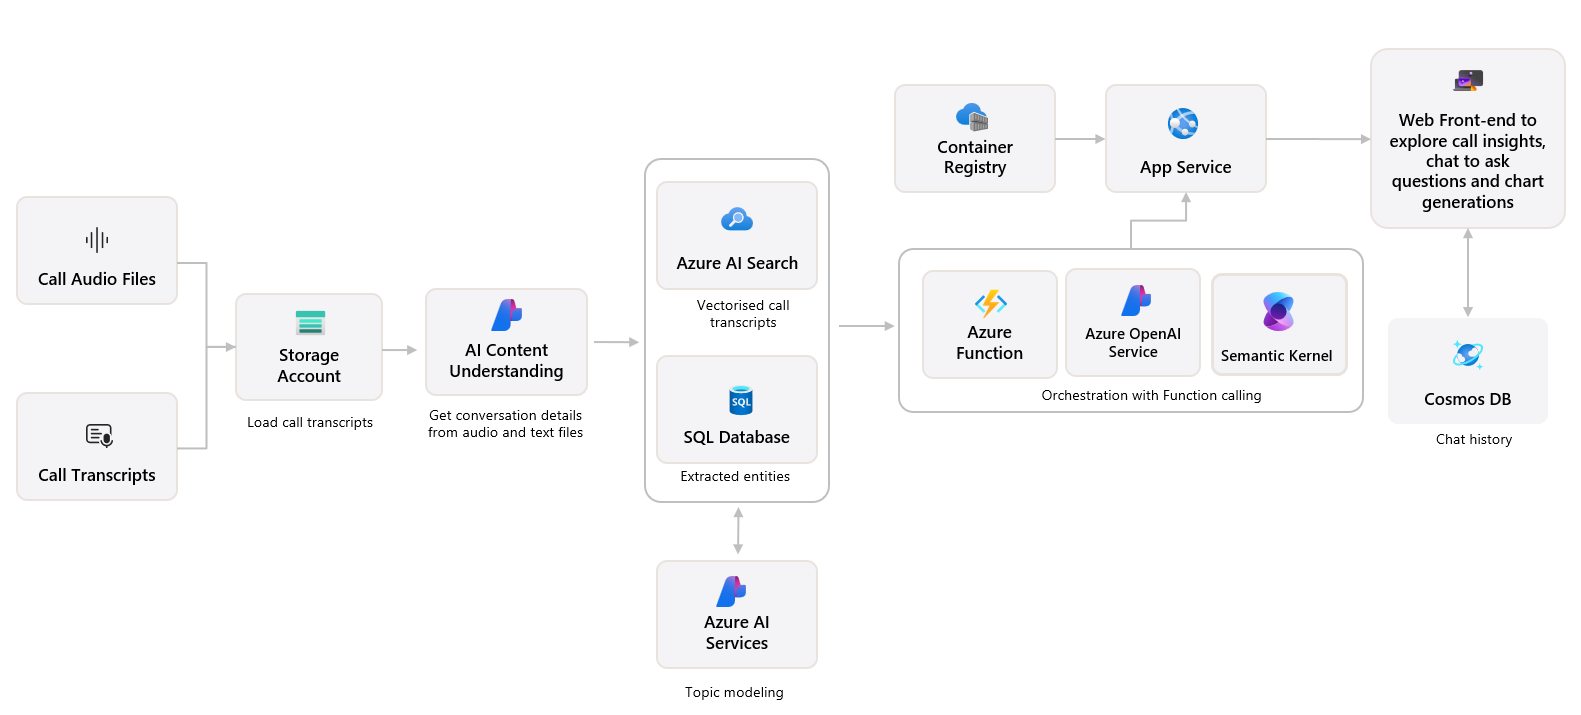 Call Audio Files
Call Transcripts
Storage
Account
Load call transcripts
AI Content
Understanding
Get conversation details
from audio and text files
Azure AI Search
Vectorised call
transcripts
SQL
SQL Database
Extracted entities
Azure AI
Services
Topic modeling
Container
Registry
App Service
Azure
Function
Azure OpenAI
Service
Semantic Kernel
Orchestration with Function calling
Web Front-end to
explore call insights,
chat to ask
questions and chart
generations
Cosmos DB
Chat history